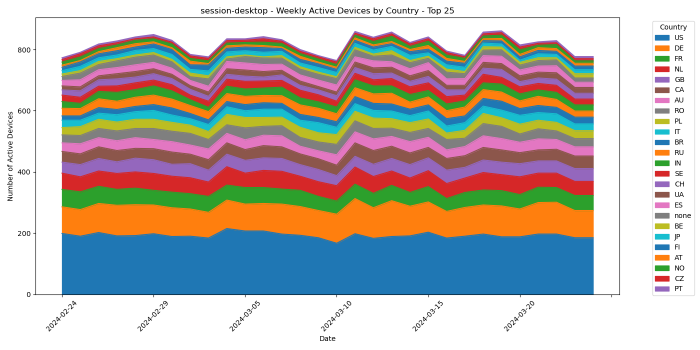 session-desktop - Weekly Active Devices by Country - Top 25
Number of Active Devices
800
600
400
200
0
2024-02-24
2024-02-29
2024-03-05
2024-03-10
2024-03-15
2024-03-20
Date
Country
US
DE
FR
NL
GB
CA
AU
RO
PL
IT
BR
RU
IN
SE
CH
UA
ES
none
BE
JP
FI
AT
NO
CZ
PT